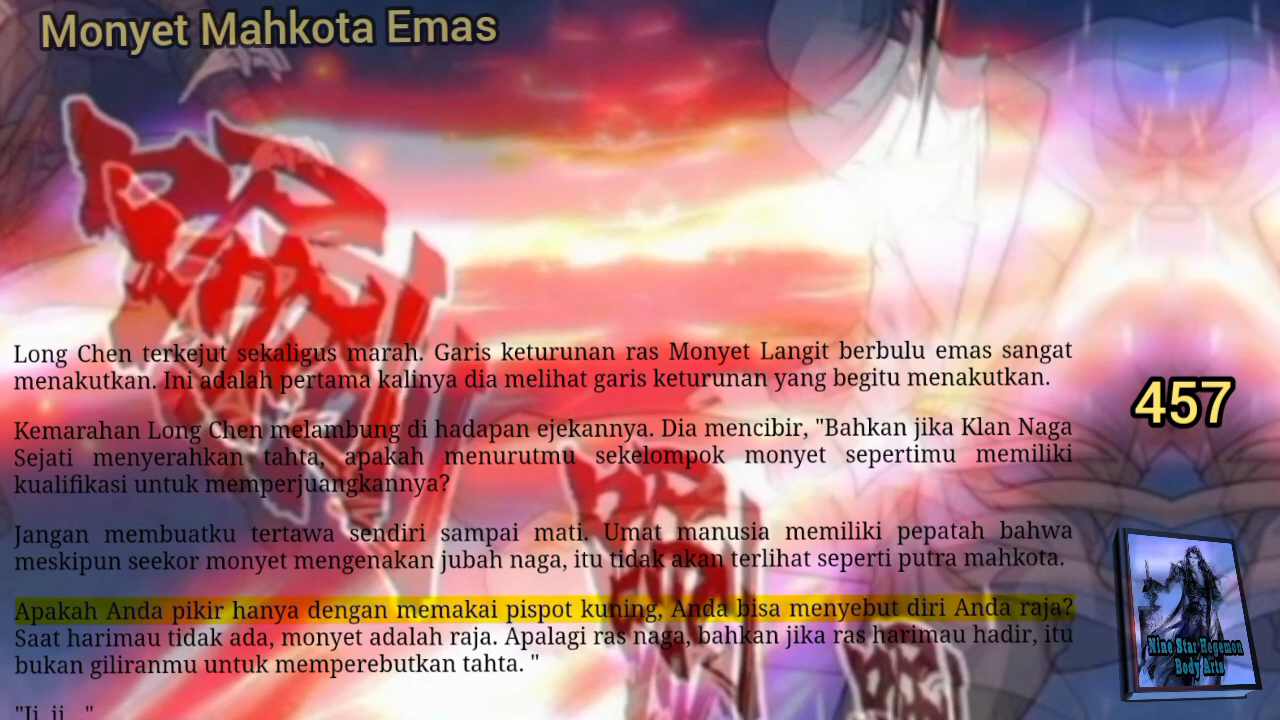 Monyet Mahkota Emas
Long Chen terkejut sekaligus marah. Garis keturunan ras Monyet Langit berbulu emas sangat
menakutkan. Ini adalah pertama kalinya dia melihat garis keturunan yang begitu menakutkan.
Kemarahan Long Chen melambung di hadapan ejekannya. Dia mencibir, "Bahkan jika Klan Naga
Sejati menyerahkan tahta, apakah menurutmu sekelompok monyet sepertimu memiliki
kualifikasi untuk memperjuangkannya?
Jangan membuatku tertawa sendiri sampai mati. Umat manusia memiliki pepatah bahwa
meskipun seekor monyet mengenakan jubah naga, itu tidak akan terlihat seperti putra mahkota.
Apakah Anda pikir hanya dengan memakai pispot kuning, Anda bisa menyebut diri Anda raja?
Saat harimau tidak ada, monyet adalah raja. Apalagi ras naga, bahkan jika ras harimau hadir, itu
bukan giliranmu untuk memperebutkan tahta. "
457
Nine Star Hegemon
Body Arts